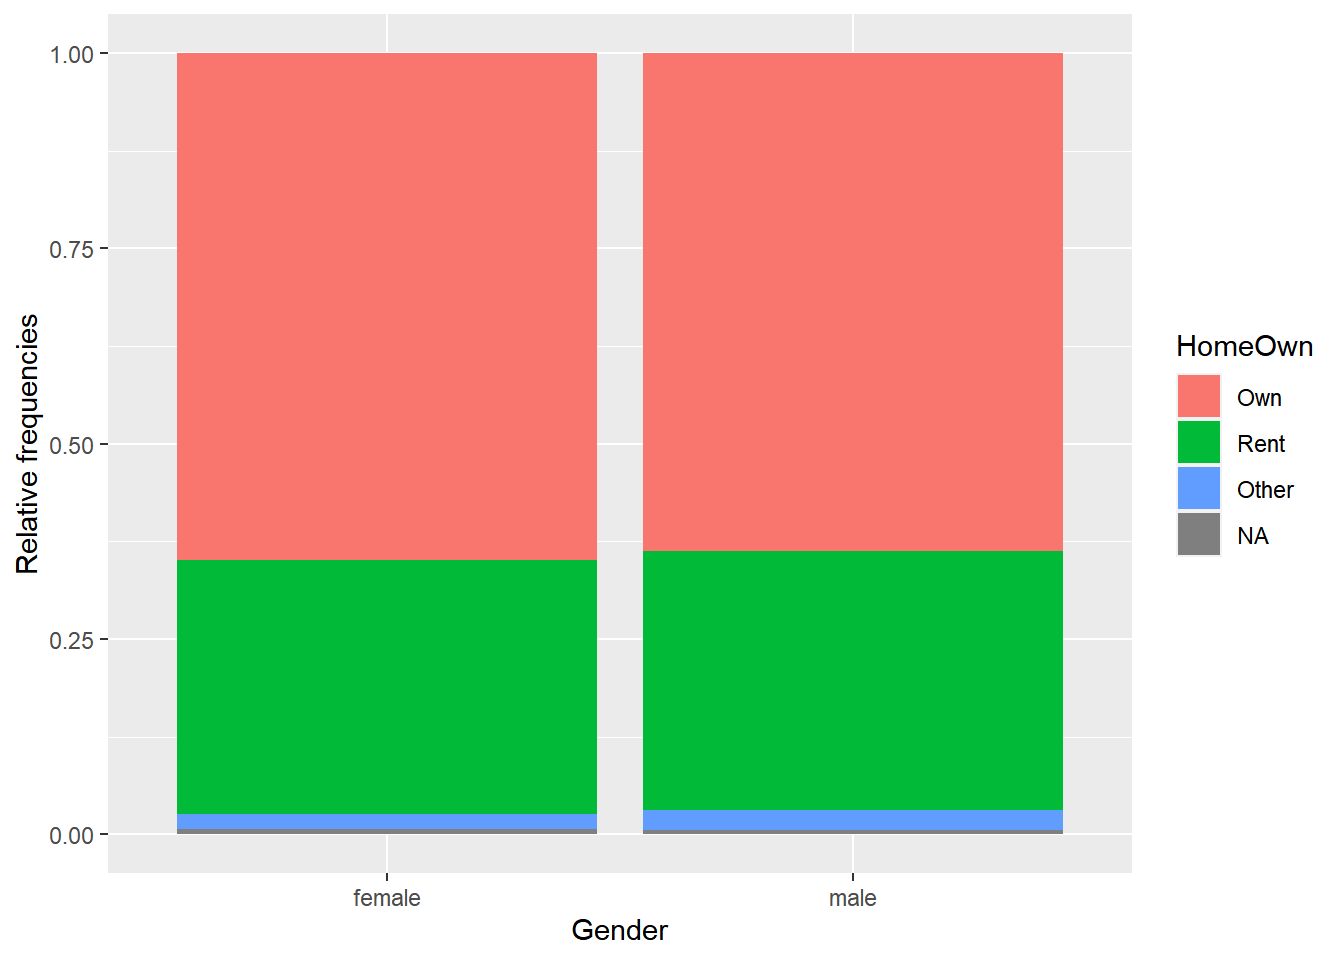 Relative frequencies
1.00
0.75
0.50
0.25
0.00
female
male
Gender
HomeOwn
Own
Rent
Other
NA